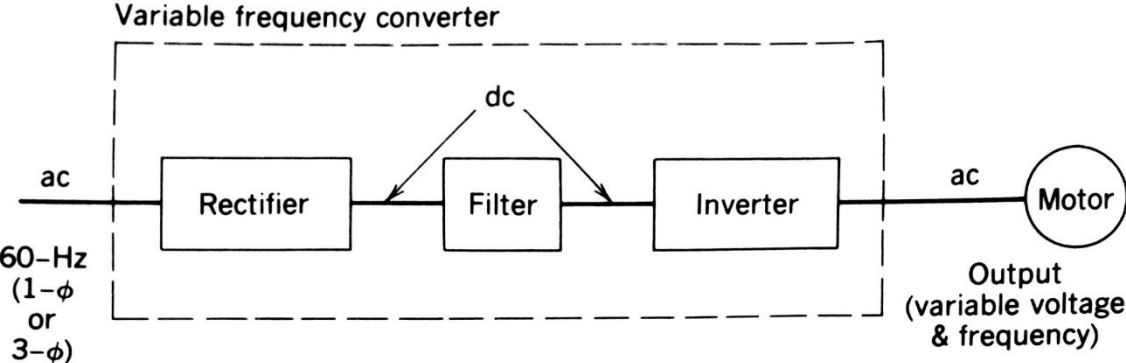 Variable frequency converter
dc
ac
Rectifier
Filter
Inverter
ac
Motor
60-Hz
(1-ϕ
or
3-ϕ)
Output
(variable voltage
& frequency)